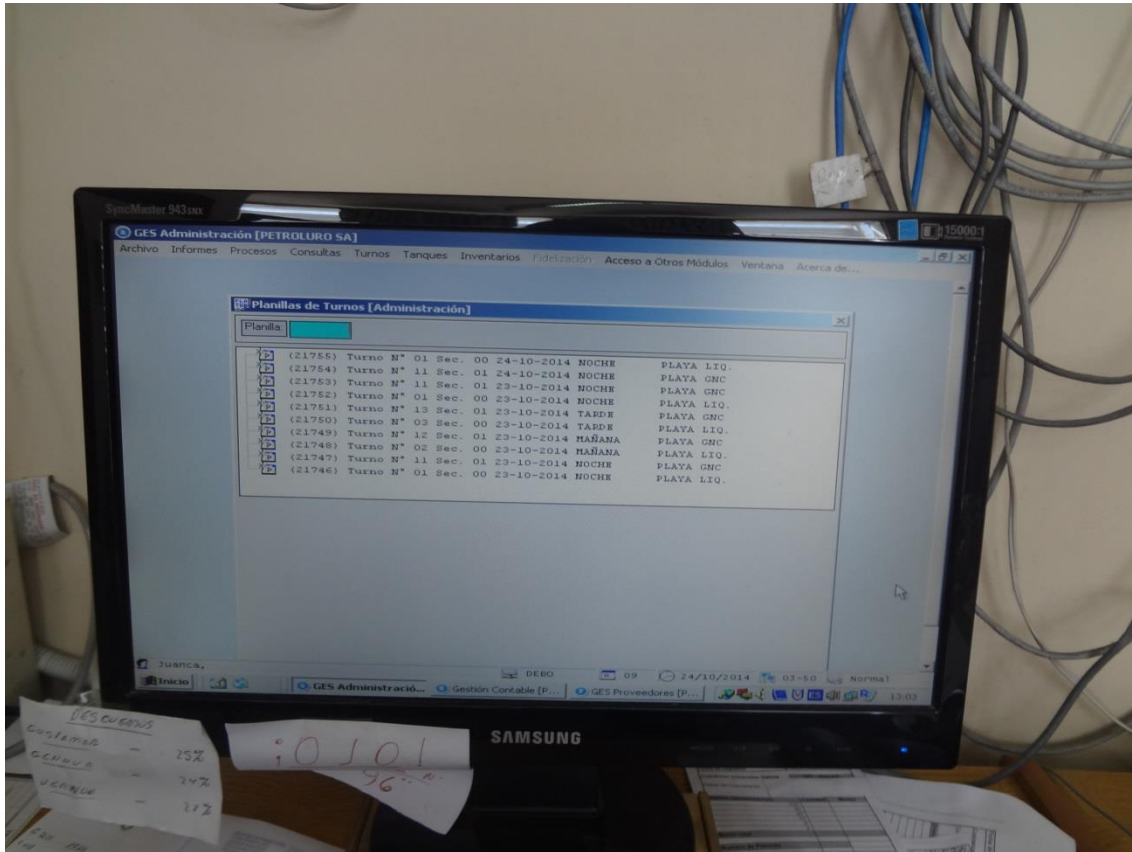 SyncMaster 943SNX
15000:1
GES Administración [PETROLURO SA]
Archivo Informes Procesos Consultas Turnos Tanques Inventarios Fidelización Acceso a Otros Módulos Ventana Acerca de...
Planillas de Turnos [Administración]
Planilla:
(21755) Turno N° 01 Sec. 00 24-10-2014 NOCHE PLAYA LIQ.
(21754) Turno N° 11 Sec. 01 24-10-2014 NOCHE PLAYA GNC
(21753) Turno N° 11 Sec. 01 23-10-2014 NOCHE PLAYA GNC
(21752) Turno N° 01 Sec. 00 23-10-2014 NOCHE PLAYA LIQ.
(21751) Turno N° 13 Sec. 01 23-10-2014 TARDE PLAYA GNC
(21750) Turno N° 03 Sec. 00 23-10-2014 TARDE PLAYA LIQ.
(21749) Turno N° 12 Sec. 01 23-10-2014 MAÑANA PLAYA GNC
(21748) Turno N° 02 Sec. 00 23-10-2014 MAÑANA PLAYA LIQ.
(21747) Turno N° 11 Sec. 01 23-10-2014 NOCHE PLAYA GNC
(21746) Turno N° 01 Sec. 00 23-10-2014 NOCHE PLAYA LIQ.
Juanca, DEBO 09 24/10/2014 03-50 Normal
Inicio GES Administració... Gestión Contable [P... GES Proveedores [P... ES 13:03
SAMSUNG
25%
24%
96